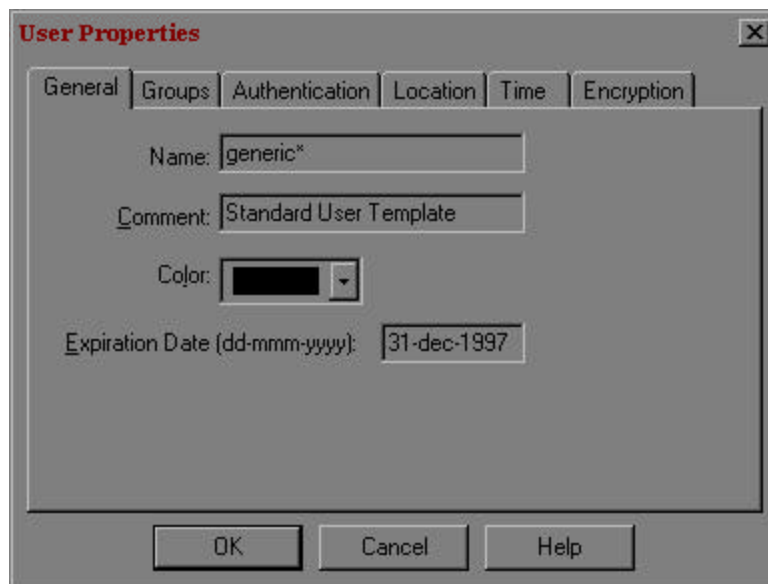 User Properties
General Groups Authentication Location Time Encryption
Name: generic*
Comment: Standard User Template
Color:
Expiration Date (dd-mmm-yyyy): 31-dec-1997
OK Cancel Help